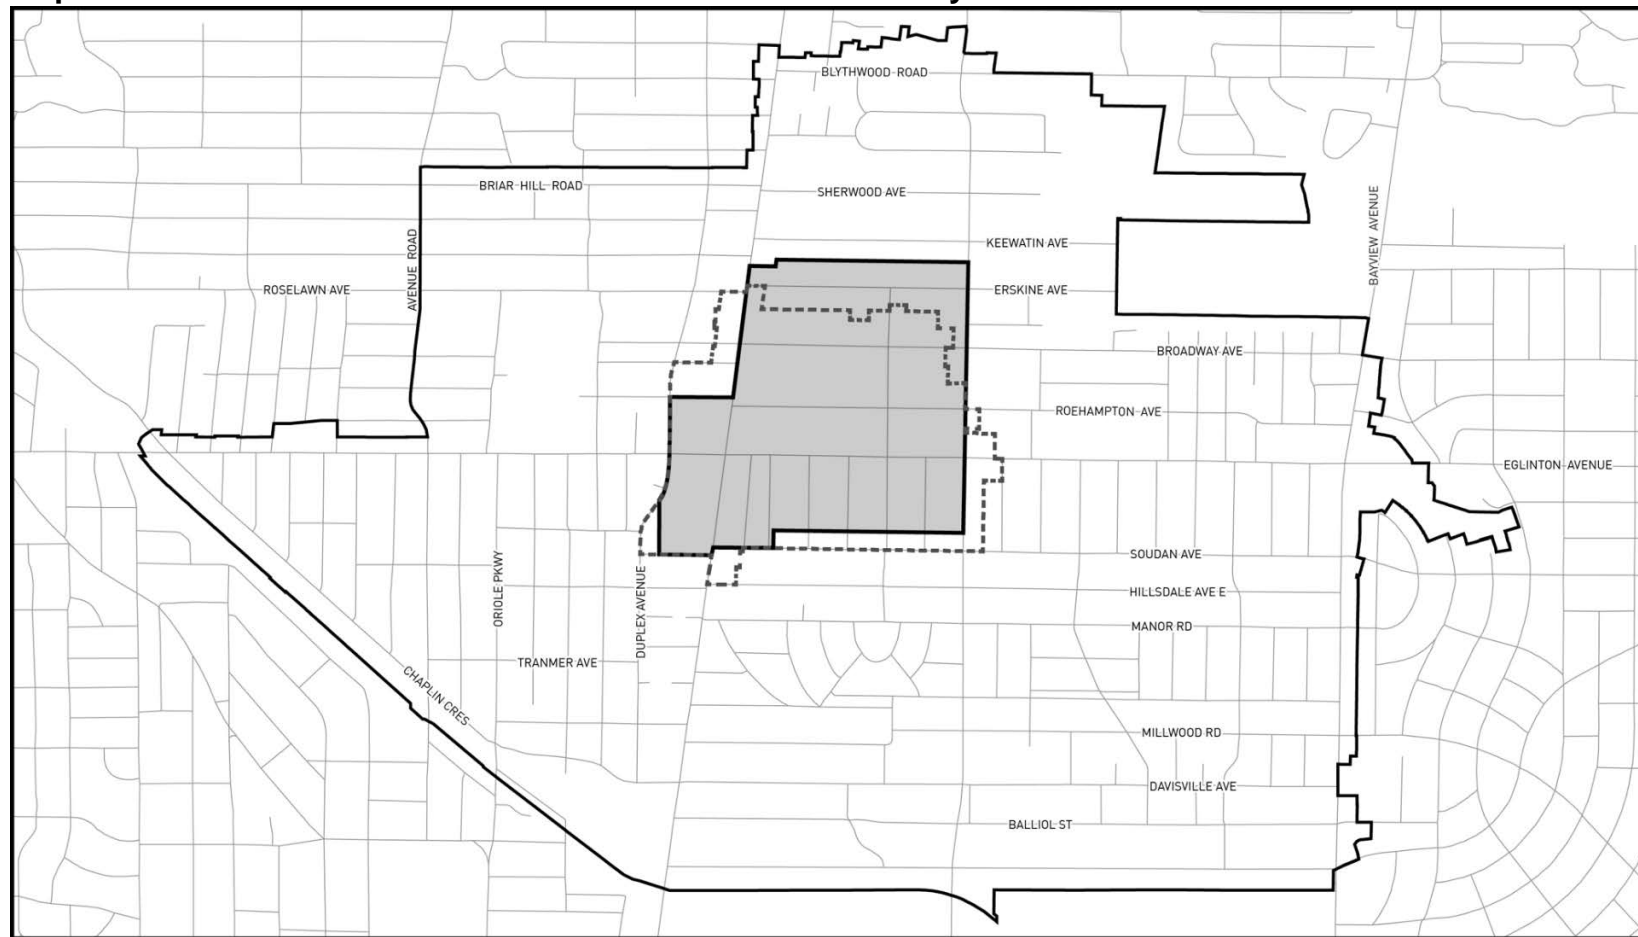 BLYTHWOOD ROAD
BRIAR HILL ROAD
SHERWOOD AVE
BAYVIEW AVENUE
KEEWATIN AVE
AVENUE ROAD
ROSELAWN AVE
ERSKINE AVE
BROADWAY AVE
ROEHAMPTON AVE
EGLINTON AVENUE
SOUDAN AVE
ORIOLE PKWY
DUPLEX AVENUE
HILLSDALE AVE E
MANOR RD
TRANMER AVE
CHAPLIN CRES
MILLWOOD RD
DAVISVILLE AVE
BALLIOL ST